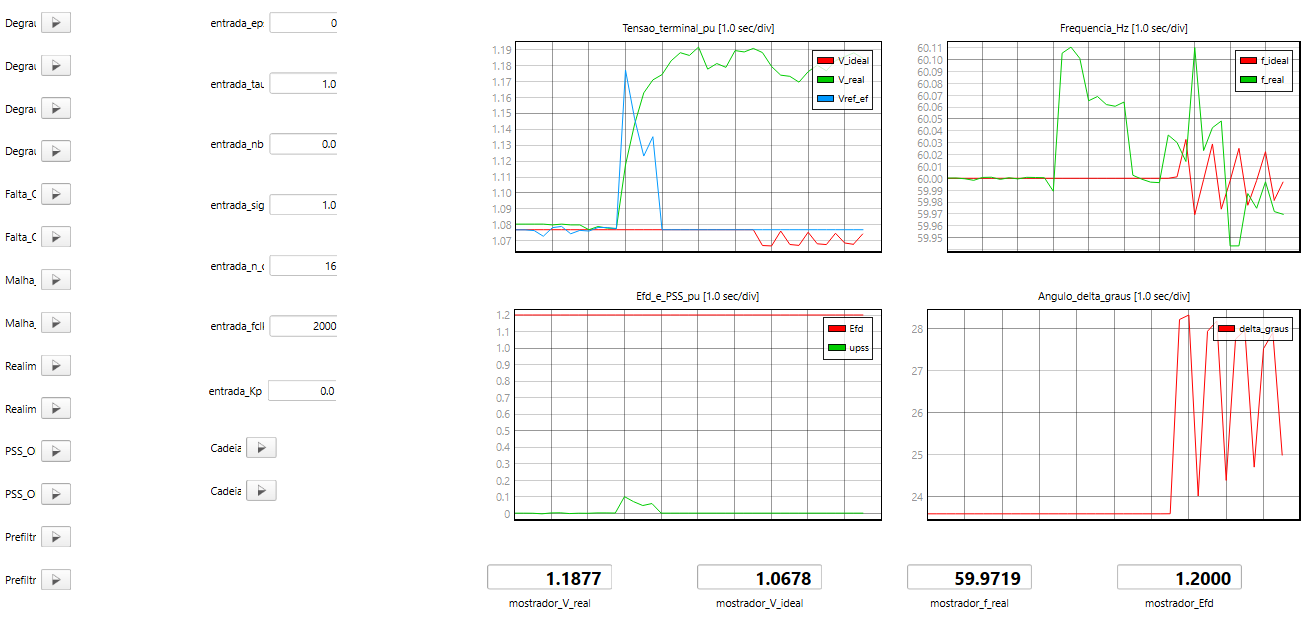 Degrau
Degrau
Degrau
Degrau
Falta_C
Falta_C
Malha_
Malha_
Realim
Realim
PSS_O
PSS_O
Prefiltr
Prefiltr
entrada_eps 0
entrada_tau 1.0
entrada_nb 0.0
entrada_sig 1.0
entrada_n_c 16
entrada_fcll 2000
entrada_Kp 0.0
Cadeia
Cadeia
Tensao_terminal_pu [1.0 sec/div]
1.19
1.18
1.17
1.16
1.15
1.14
1.13
1.12
1.11
1.10
1.09
1.08
1.07
V_ideal
V_real
Vref_ef
Frequencia_Hz [1.0 sec/div]
60.11
60.10
60.09
60.08
60.06
60.05
60.04
60.03
60.02
60.01
60.00
59.99
59.98
59.97
59.96
59.95
f_ideal
f_real
Efd_e_PSS_pu [1.0 sec/div]
1.2
1.1
1.0
0.9
0.8
0.7
0.6
0.5
0.4
0.3
0.2
0.1
0
Efd
upss
Angulo_delta_graus [1.0 sec/div]
28
27
26
25
24
delta_graus
1.1877
mostrador_V_real
1.0678
mostrador_V_ideal
59.9719
mostrador_f_real
1.2000
mostrador_Efd